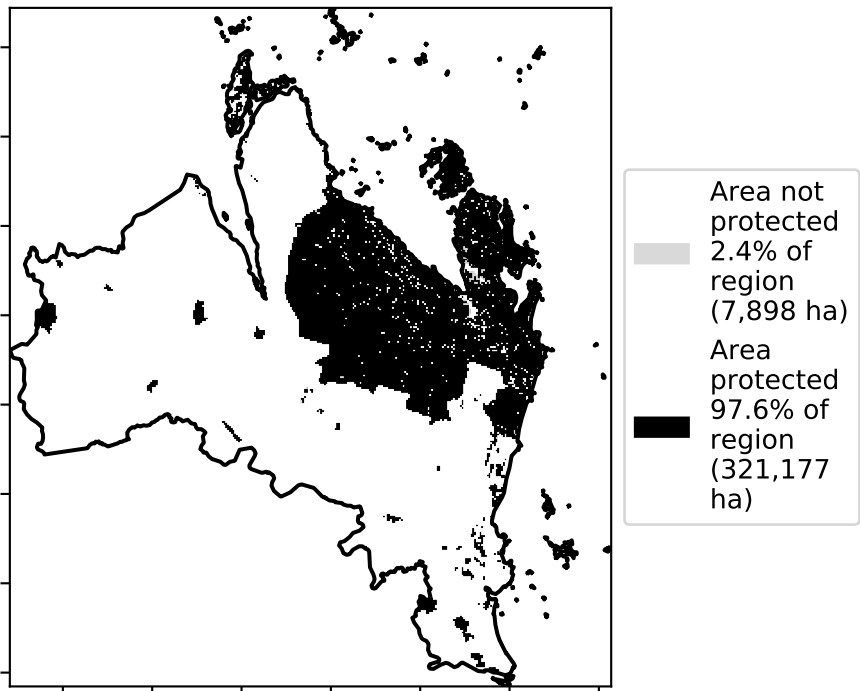 Area not
protected
2.4% of
region
(7,898 ha)
Area
protected
97.6% of
region
(321,177
ha)